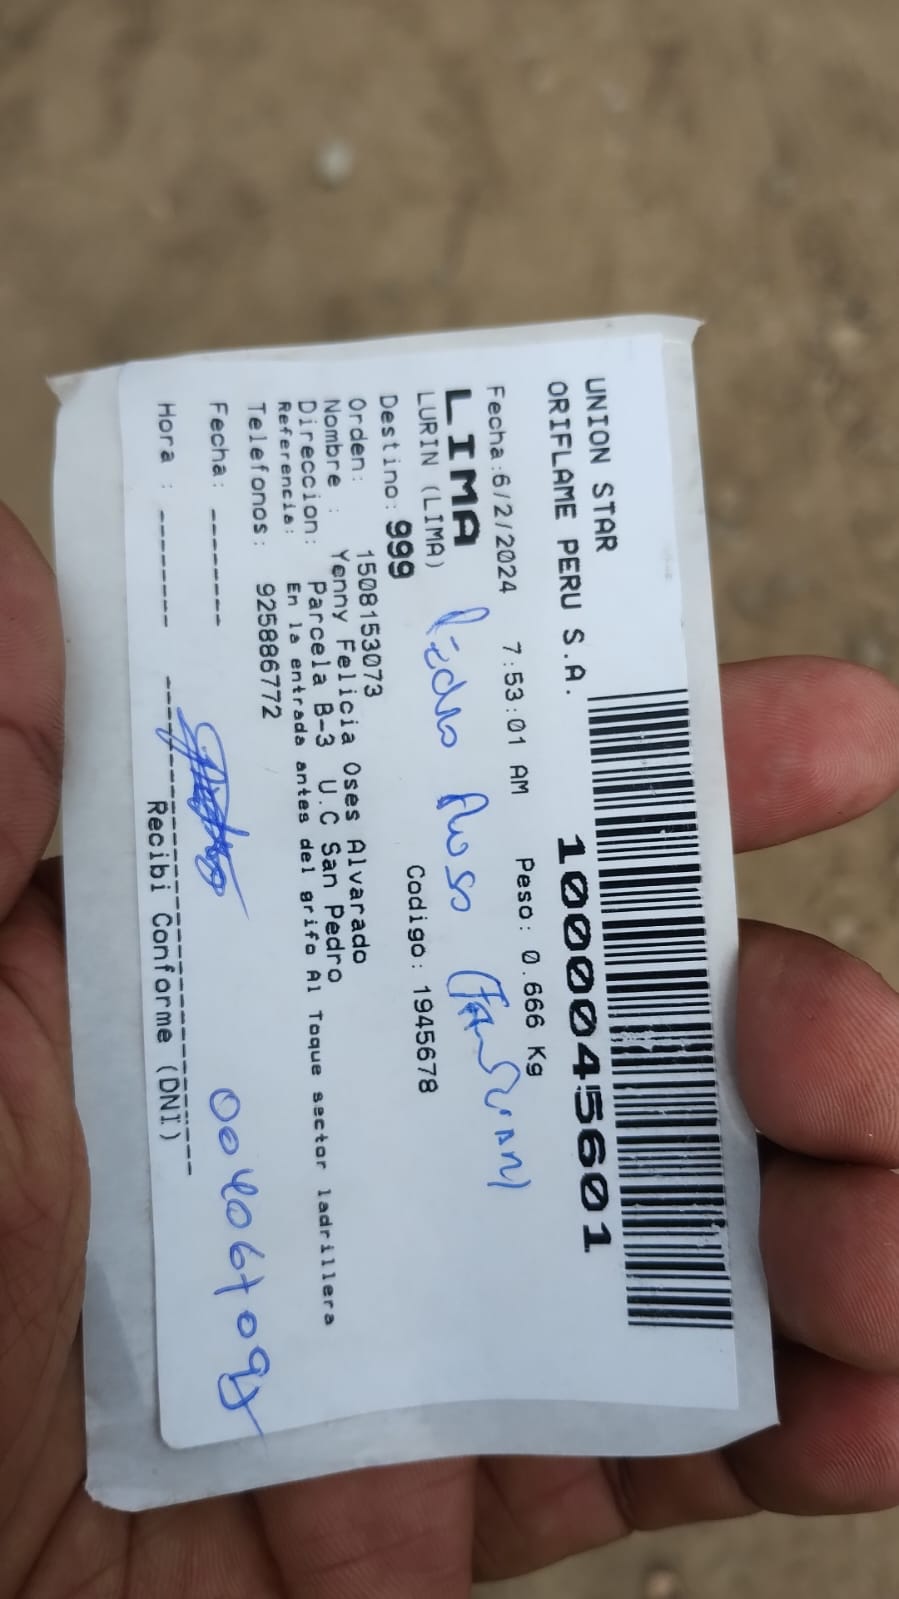 UNION STAR
ORIFLAME PERU S.A.
1000045601
Fecha:6/2/2024 7:53:01 AM Peso: 0.666 Kg
LIMA
LURIN (LIMA)
Pedro (
Destino: 999 Codigo: 1945678
Orden: 1508153073
Nombre : Yenny Felicia Oses Alvarado
Direccion: Parcela B-3 U.C San Pedro
Referencia: En la entrada antes del grifo Al Toque sector ladrillera
Telefonos: 925886772
Fecha: -------
Hora : -------
Recibi Conforme (DNI)